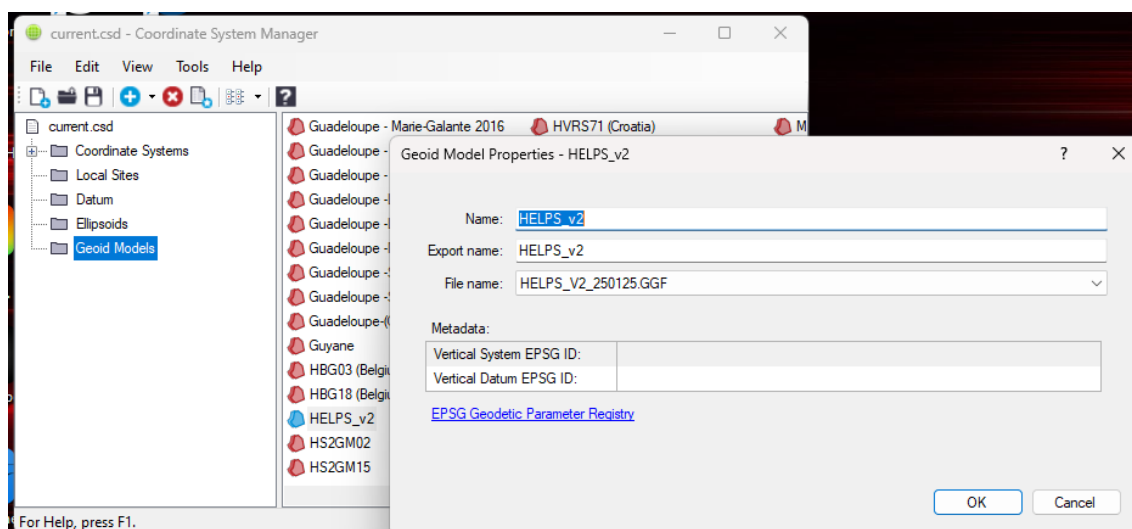 current.csd - Coordinate System Manager
File Edit View Tools Help
current.csd
Coordinate Systems
Local Sites
Datum
Ellipsoids
Geoid Models
Guadeloupe - Marie-Galante 2016
Guadeloupe -
Guadeloupe -
Guadeloupe -
Guadeloupe -
Guadeloupe -
Guadeloupe -
Guadeloupe -
Guadeloupe-(
Guyane
HBG03 (Belgi
HBG18 (Belgi
HELPS_v2
HS2GM02
HS2GM15
HVRS71 (Croatia)
M
Geoid Model Properties - HELPS_v2
Name: HELPS_v2
Export name: HELPS_v2
File name: HELPS_V2_250125.GGF
Metadata:
Vertical System EPSG ID:
Vertical Datum EPSG ID:
EPSG Geodetic Parameter Registry
OK Cancel
For Help, press F1.